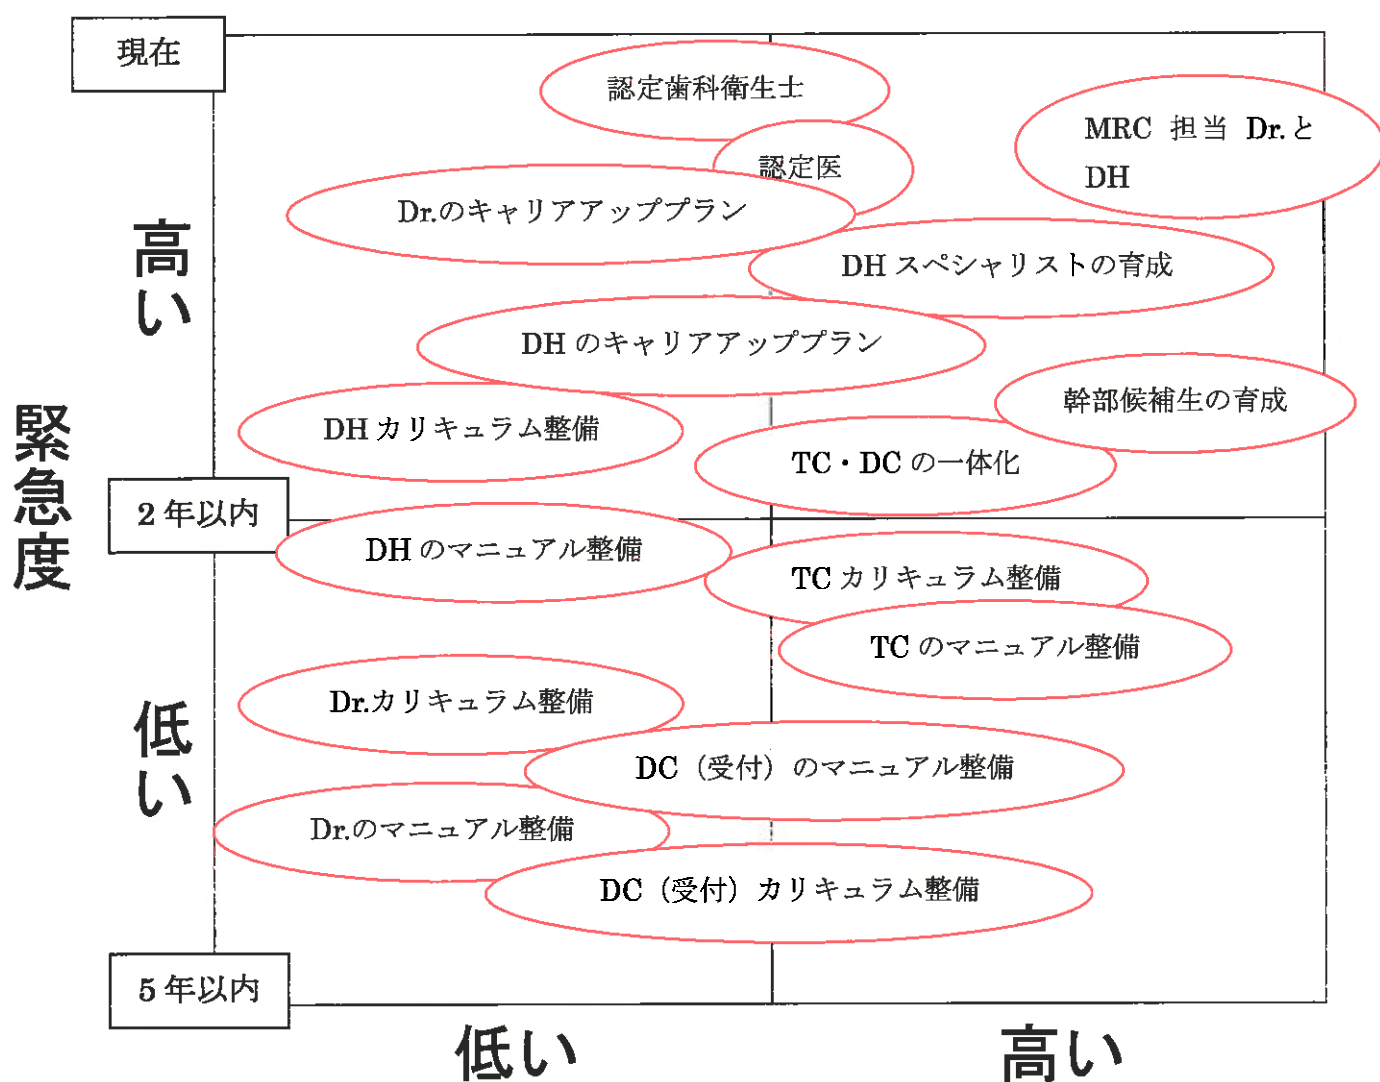 現在
認定歯科衛生士
MRC 担当 Dr.と
DH
認定医
Dr.のキャリアアッププラン
高い
DH スペシャリストの育成
DH のキャリアアッププラン
幹部候補生の育成
DH カリキュラム整備
TC・DC の一体化
緊急度
2 年以内
DH のマニュアル整備
TC カリキュラム整備
TC のマニュアル整備
Dr.カリキュラム整備
低い
DC（受付）のマニュアル整備
Dr.のマニュアル整備
DC（受付）カリキュラム整備
5 年以内
低い
高い